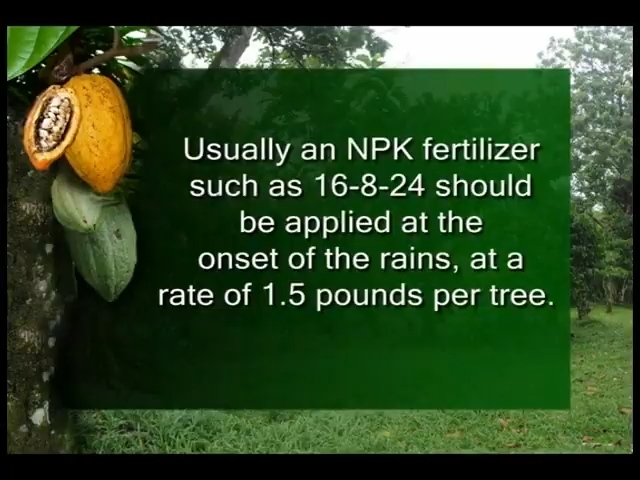 Usually an NPK fertilizer
such as 16-8-24 should
be applied at the
onset of the rains, at a
rate of 1.5 pounds per tree.